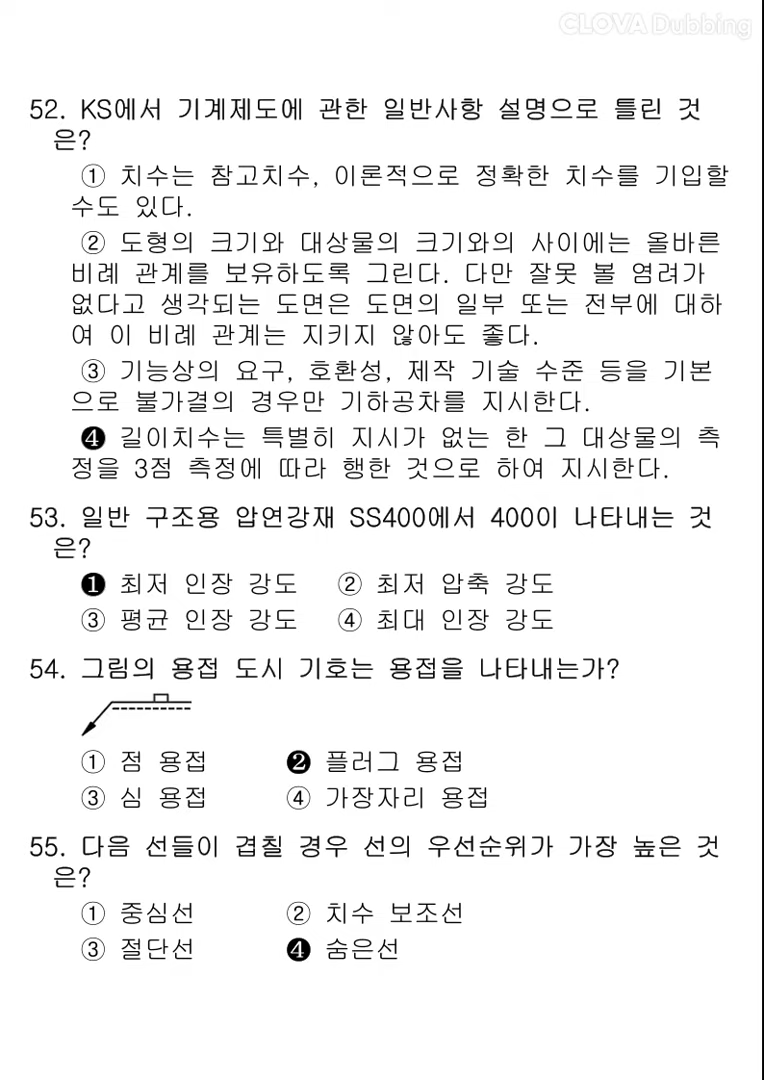 CLOVA Dubbing
52. KS에서 기계제도에 관한 일반사항 설명으로 틀린 것
은?
① 치수는 참고치수, 이론적으로 정확한 치수를 기입할
수도 있다.
② 도형의 크기와 대상물의 크기와의 사이에는 올바른
비례 관계를 보유하도록 그린다. 다만 잘못 볼 염려가
없다고 생각되는 도면은 도면의 일부 또는 전부에 대하
여 이 비례 관계는 지키지 않아도 좋다.
③ 기능상의 요구, 호환성, 제작 기술 수준 등을 기본
으로 불가결의 경우만 기하공차를 지시한다.
❹ 길이치수는 특별히 지시가 없는 한 그 대상물의 측
정을 3점 측정에 따라 행한 것으로 하여 지시한다.
53. 일반 구조용 압연강재 SS400에서 400이 나타내는 것
은?
❶ 최저 인장 강도 ② 최저 압축 강도
③ 평균 인장 강도 ④ 최대 인장 강도
54. 그림의 용접 도시 기호는 용접을 나타내는가?
① 점 용접 ❷ 플러그 용접
③ 심 용접 ④ 가장자리 용접
55. 다음 선들이 겹칠 경우 선의 우선순위가 가장 높은 것
은?
① 중심선 ② 치수 보조선
③ 절단선 ❹ 숨은선